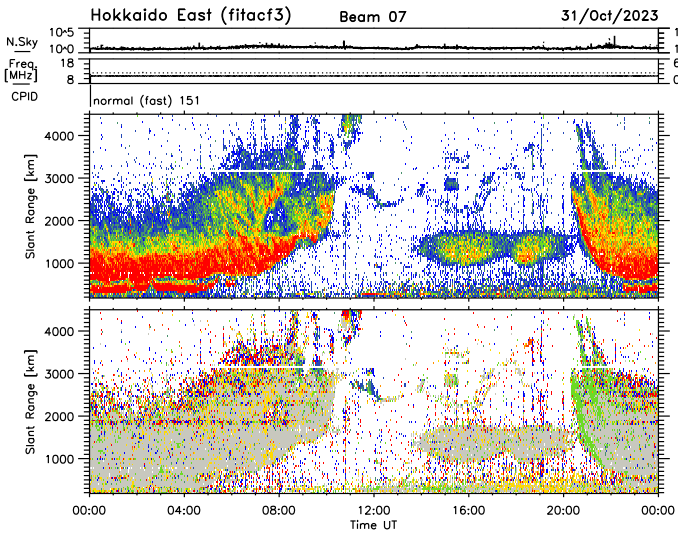 Hokkaido East (fitacf3) Beam 07 31/Oct/2023
N.Sky 10^5 10^0 1 1
Freq. [MHz] 18 8 6 0
CPID normal (fast) 151
Slant Range [km] 4000 3000 2000 1000
Slant Range [km] 4000 3000 2000 1000
00:00 04:00 08:00 12:00 16:00 20:00 00:00
Time UT